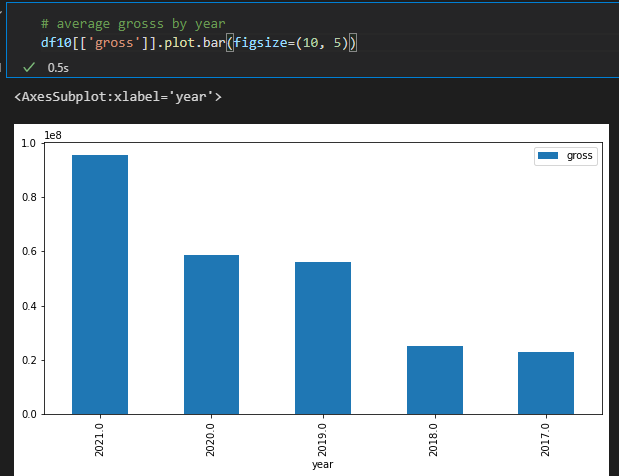 # average grosss by year
df10[['gross']].plot.bar(figsize=(10, 5))
0.5s
<AxesSubplot:xlabel='year'>
1e8
1.0
gross
0.8
0.6
0.4
0.2
0.0
2021.0 2020.0 2019.0 2018.0 2017.0
year